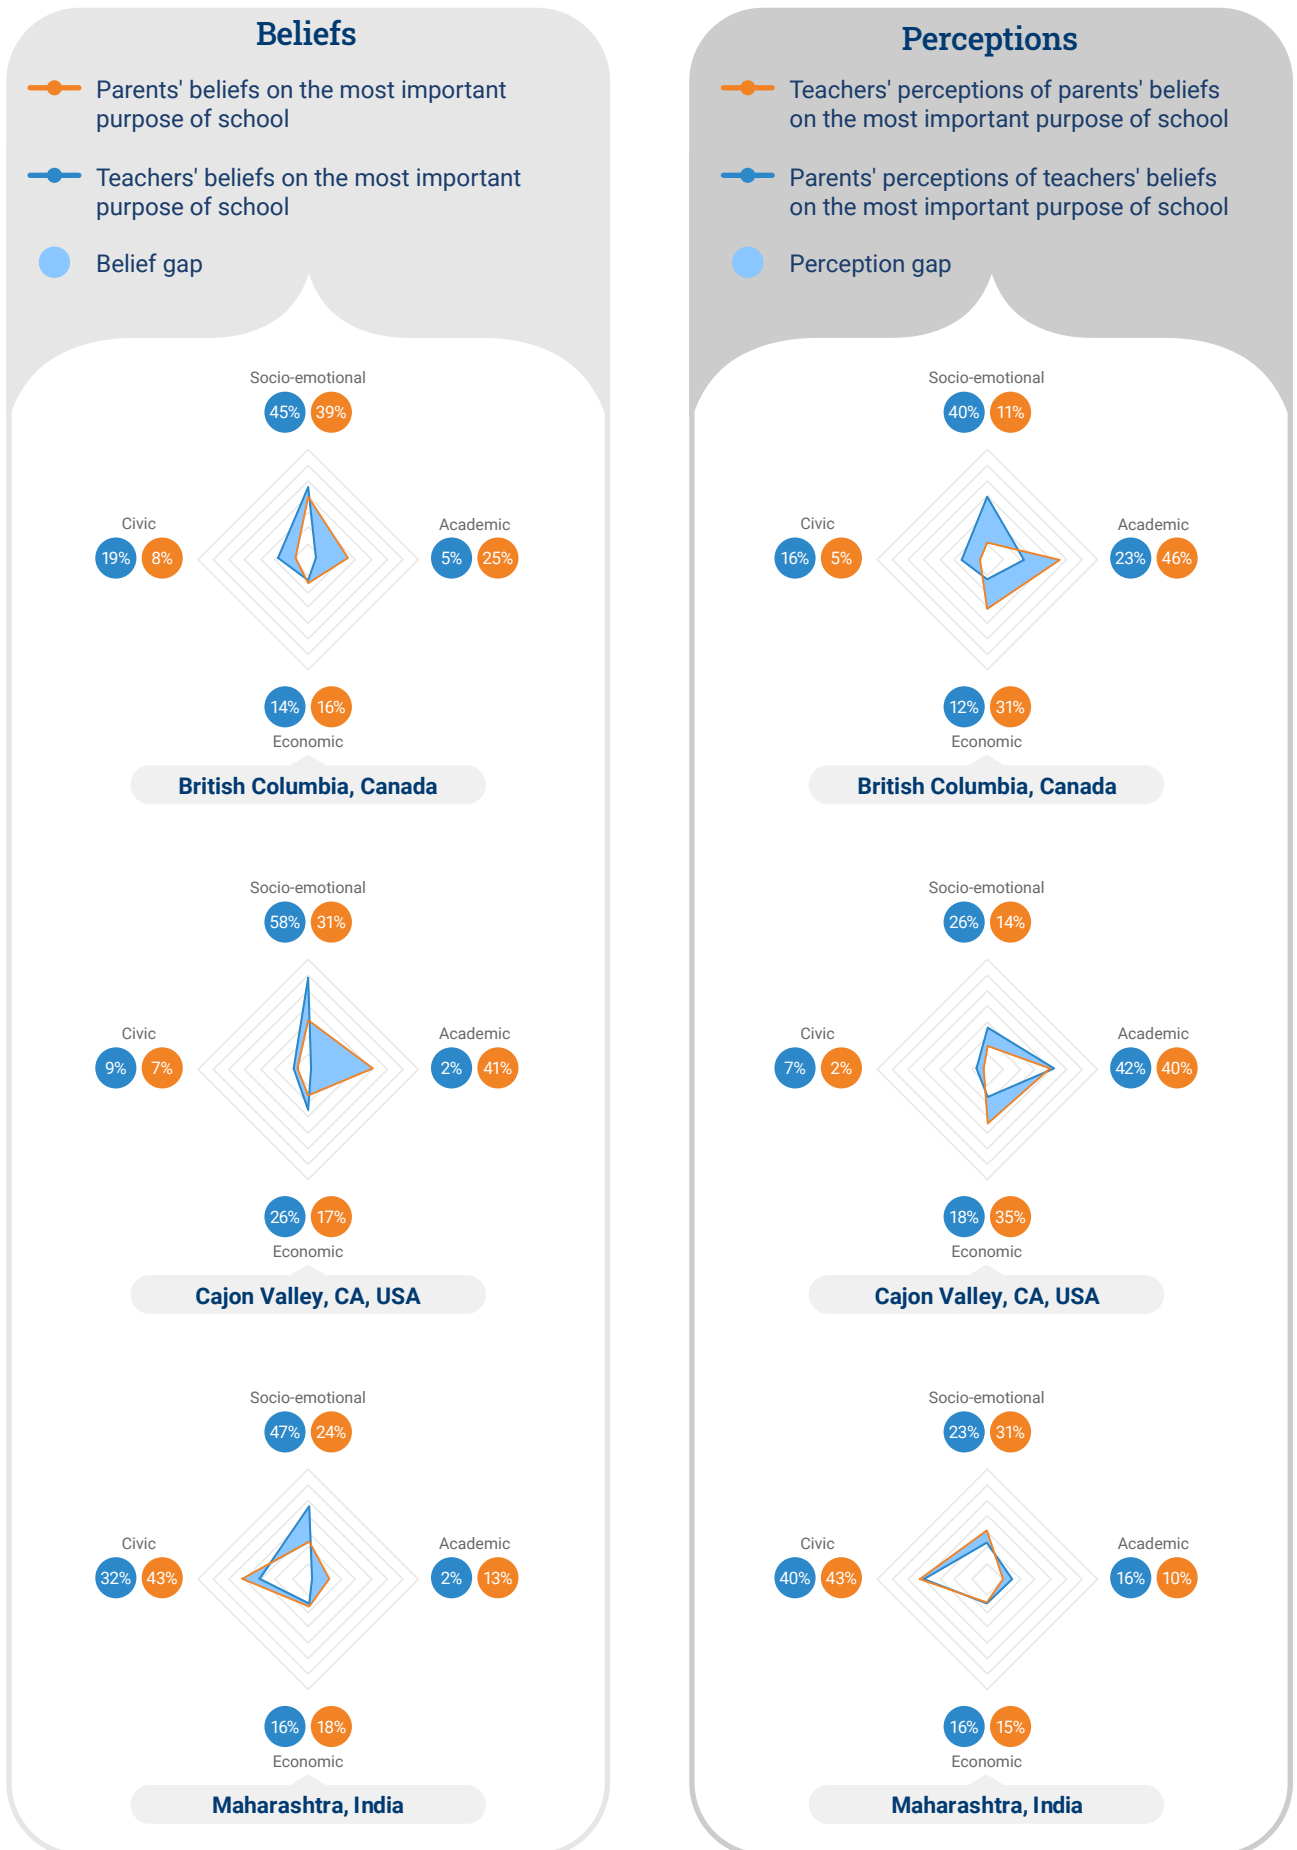 Beliefs
Parents' beliefs on the most important
purpose of school
Teachers' beliefs on the most important
purpose of school
Belief gap
Socio-emotional
45% 39%
Civic
19% 8%
Academic
5% 25%
14% 16%
Economic
British Columbia, Canada
Socio-emotional
58% 31%
Civic
9% 7%
Academic
2% 41%
26% 17%
Economic
Cajon Valley, CA, USA
Socio-emotional
47% 24%
Civic
32% 43%
Academic
2% 13%
16% 18%
Economic
Maharashtra, India
Perceptions
Teachers' perceptions of parents' beliefs
on the most important purpose of school
Parents' perceptions of teachers' beliefs
on the most important purpose of school
Perception gap
Socio-emotional
40% 11%
Civic
16% 5%
Academic
23% 46%
12% 31%
Economic
British Columbia, Canada
Socio-emotional
26% 14%
Civic
7% 2%
Academic
42% 40%
18% 35%
Economic
Cajon Valley, CA, USA
Socio-emotional
23% 31%
Civic
40% 43%
Academic
16% 10%
16% 15%
Economic
Maharashtra, India